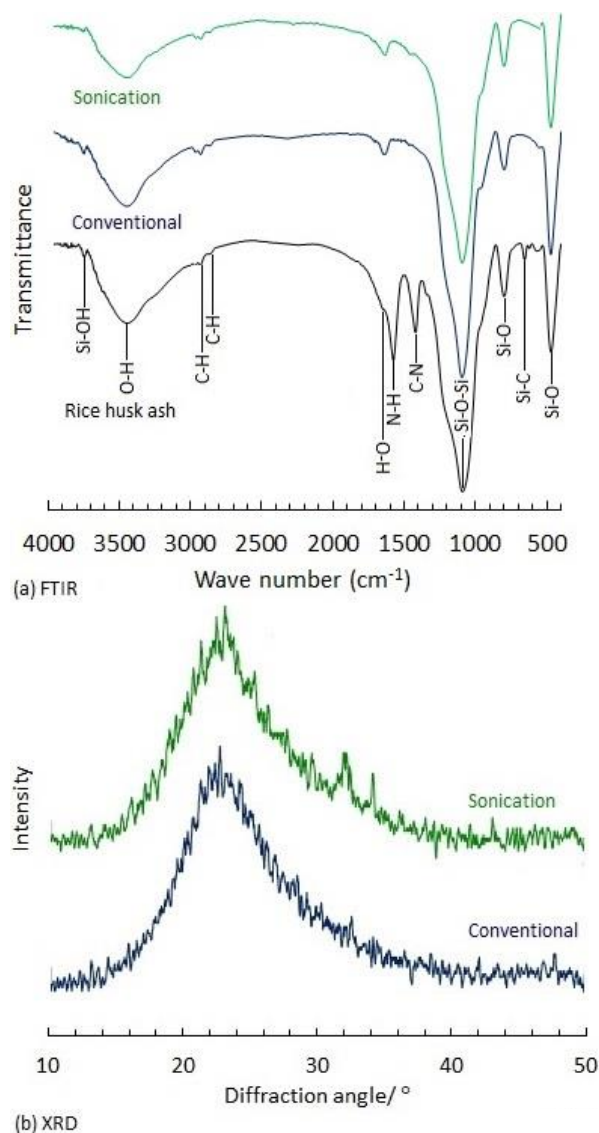 Sonication
Conventional
Transmittance
Si-OH
O-H
C-H
C-H
Rice husk ash
H-O
N-H
C-N
Si-O-Si
Si-O
Si-C
Si-O
4000 3500 3000 2500 2000 1500 1000 500
Wave number (cm⁻¹)
(a) FTIR
Intensity
Sonication
Conventional
10 20 30 40 50
Diffraction angle/ °
(b) XRD